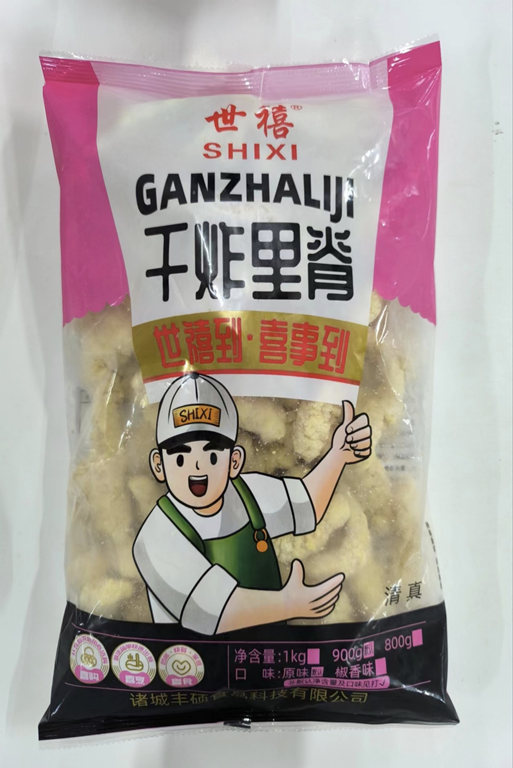 世禧®
SHIXI
GANZHALIJI
干炸里脊
世禧到·喜事到
SHIXI
清真
净含量:1kg 900g 800g
口 味:原味 椒香味
诸城丰硕食品科技有限公司